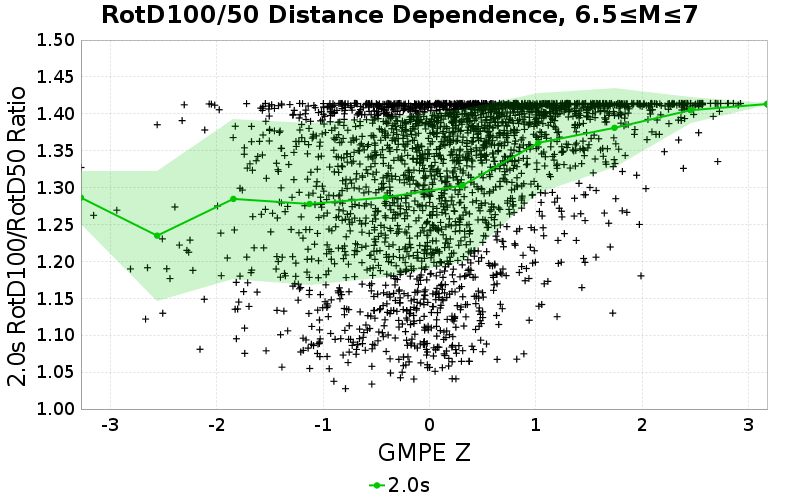 RotD100/50 Distance Dependence, 6.5≤M≤7
1.50
1.45
1.40
1.35
1.30
1.25
1.20
1.15
1.10
1.05
1.00
2.0s RotD100/RotD50 Ratio
-3 -2 -1 0 1 2 3
GMPE Z
2.0s